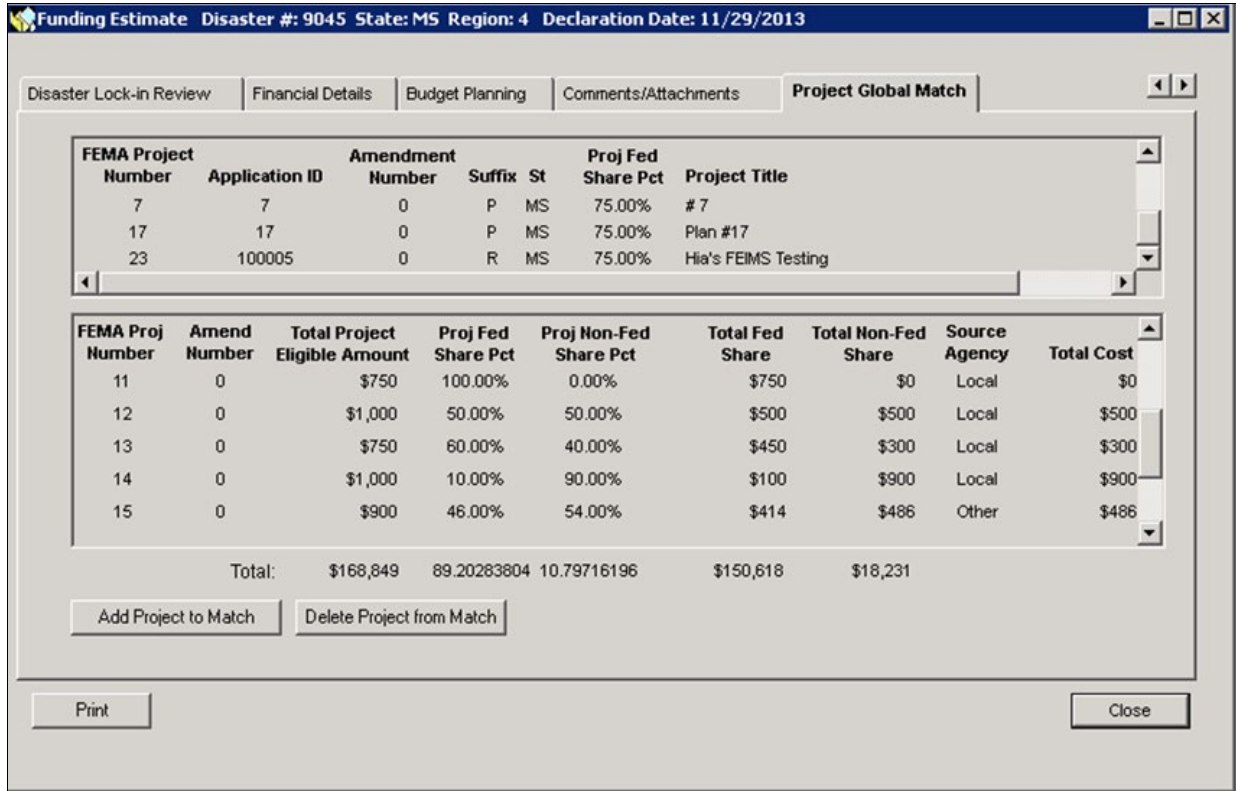 Funding Estimate Disaster #: 9045 State: MS Region: 4 Declaration Date: 11/29/2013
Disaster Lock-in Review Financial Details Budget Planning Comments/Attachments Project Global Match
FEMA Project Amendment Proj Fed
Number Application ID Number Suffix St Share Pct Project Title
7 7 0 P MS 75.00% # 7
17 17 0 P MS 75.00% Plan #17
23 100005 0 R MS 75.00% Hia's FEIMS Testing
FEMA Proj Amend Total Project Proj Fed Proj Non-Fed Total Fed Total Non-Fed Source
Number Number Eligible Amount Share Pct Share Pct Share Share Agency Total Cost
11 0 $750 100.00% 0.00% $750 $0 Local $0
12 0 $1,000 50.00% 50.00% $500 $500 Local $500
13 0 $750 60.00% 40.00% $450 $300 Local $300
14 0 $1,000 10.00% 90.00% $100 $900 Local $900
15 0 $900 46.00% 54.00% $414 $486 Other $486
Total: $168,849 89.20283804 10.79716196 $150,618 $18,231
Add Project to Match Delete Project from Match
Print Close